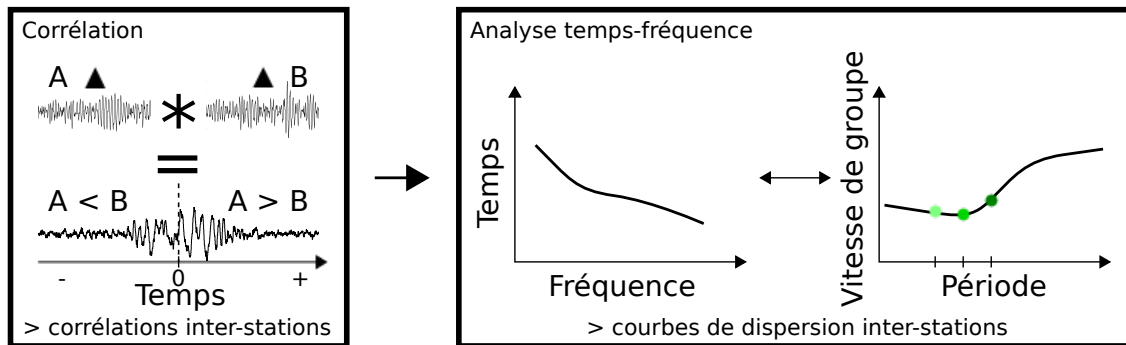 Corrélation
A B
*
=
A < B A > B
- 0 +
Temps
> corrélations inter-stations
Analyse temps-fréquence
Temps
Fréquence
Vitesse de groupe
Période
> courbes de dispersion inter-stations